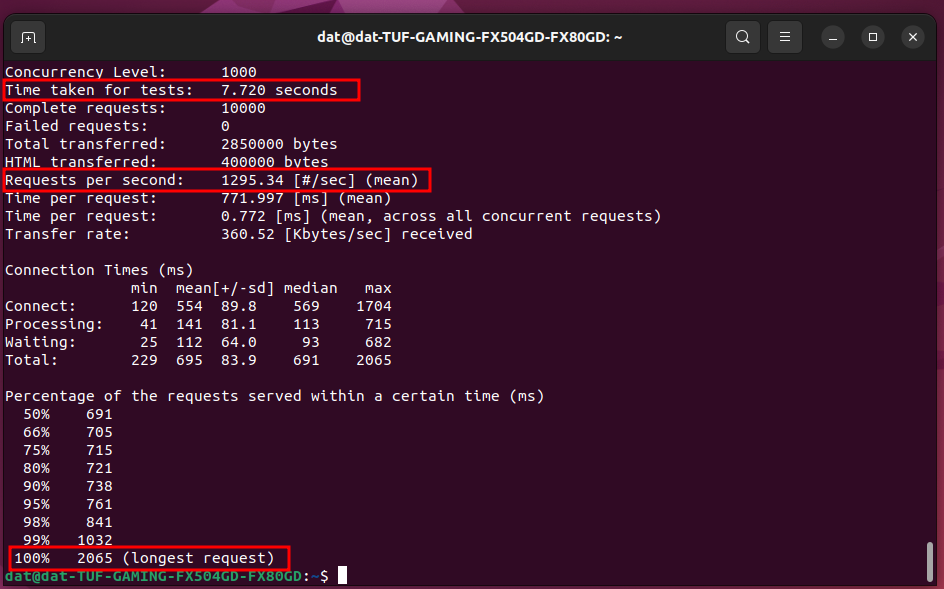 dat@dat-TUF-GAMING-FX504GD-FX80GD: ~
Concurrency Level:      1000
Time taken for tests:   7.720 seconds
Complete requests:      10000
Failed requests:        0
Total transferred:      2850000 bytes
HTML transferred:       400000 bytes
Requests per second:    1295.34 [#/sec] (mean)
Time per request:       771.997 [ms] (mean)
Time per request:       0.772 [ms] (mean, across all concurrent requests)
Transfer rate:          360.52 [Kbytes/sec] received
Connection Times (ms)
              min  mean[+/-sd] median   max
Connect:      120  554  89.8    569    1704
Processing:    41  141  81.1    113     715
Waiting:       25  112  64.0     93     682
Total:        229  695  83.9    691    2065
Percentage of the requests served within a certain time (ms)
  50%    691
  66%    705
  75%    715
  80%    721
  90%    738
  95%    761
  98%    841
  99%   1032
 100%   2065 (longest request)
dat@dat-TUF-GAMING-FX504GD-FX80GD:~$